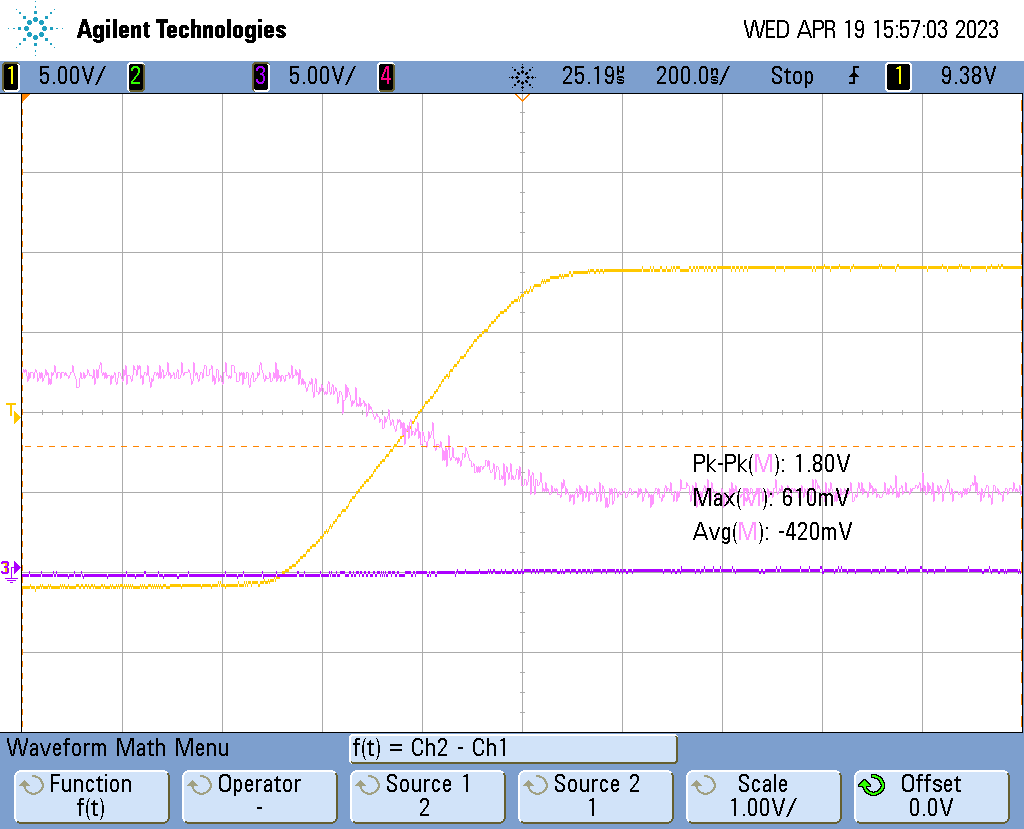 Agilent Technologies
WED APR 19 15:57:03 2023
1 5.00V/ 2 3 5.00V/ 4 25.19µs 200.0ns/ Stop 1 9.38V
T
Pk-Pk(M): 1.80V
Max(M): 610mV
Avg(M): -420mV
3
Waveform Math Menu
f(t) = Ch2 - Ch1
Function Operator Source 1 Source 2 Scale Offset
f(t) - 2 1 1.00V/ 0.0V